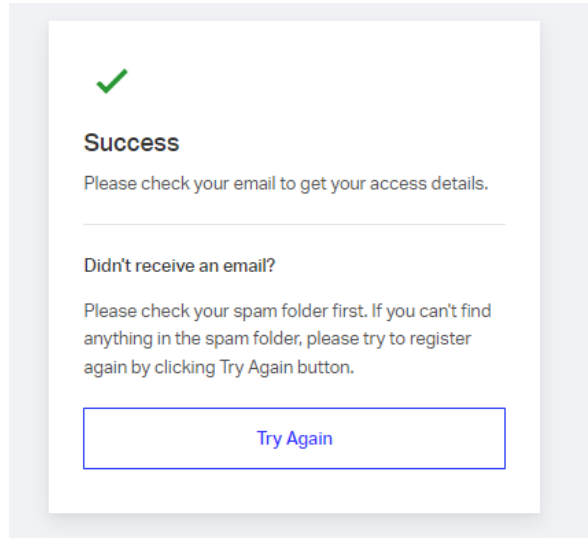 Success
Please check your email to get your access details.
Didn't receive an email?
Please check your spam folder first. If you can't find
anything in the spam folder, please try to register
again by clicking Try Again button.
Try Again